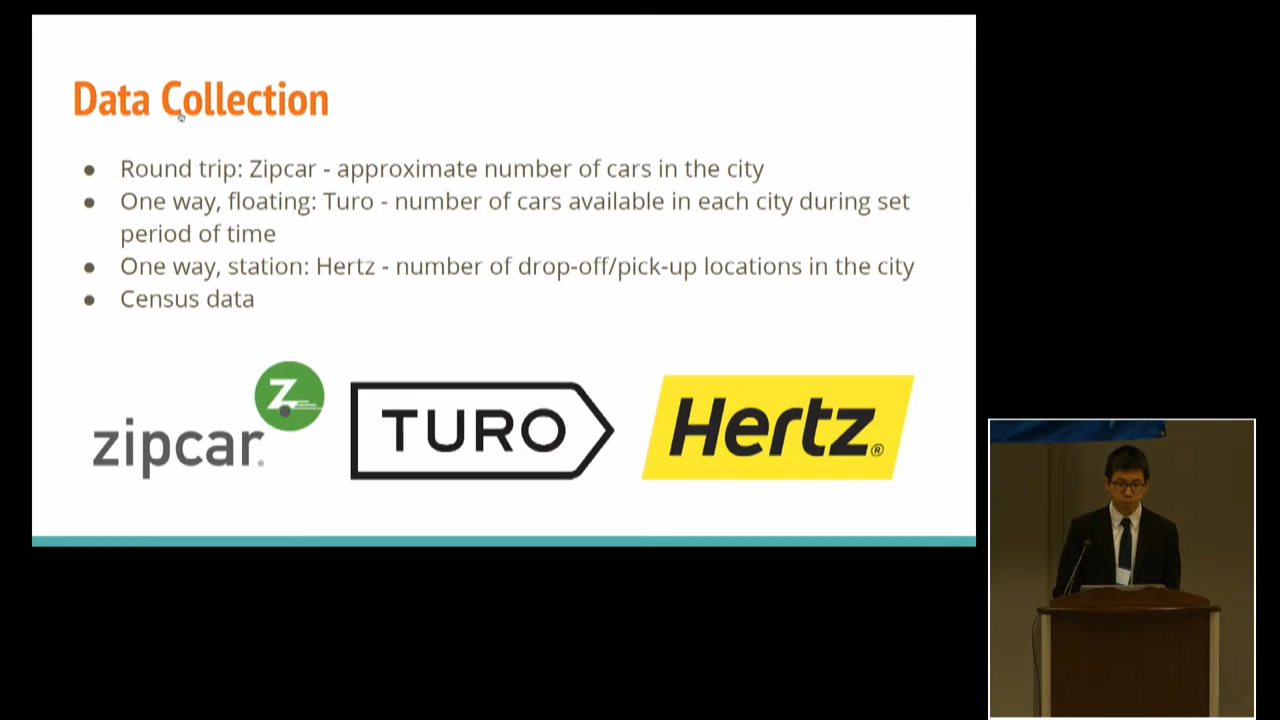 Data Collection
● Round trip: Zipcar - approximate number of cars in the city
● One way, floating: Turo - number of cars available in each city during set
period of time
● One way, station: Hertz - number of drop-off/pick-up locations in the city
● Census data
zipcar®
Z
TURO
Hertz®